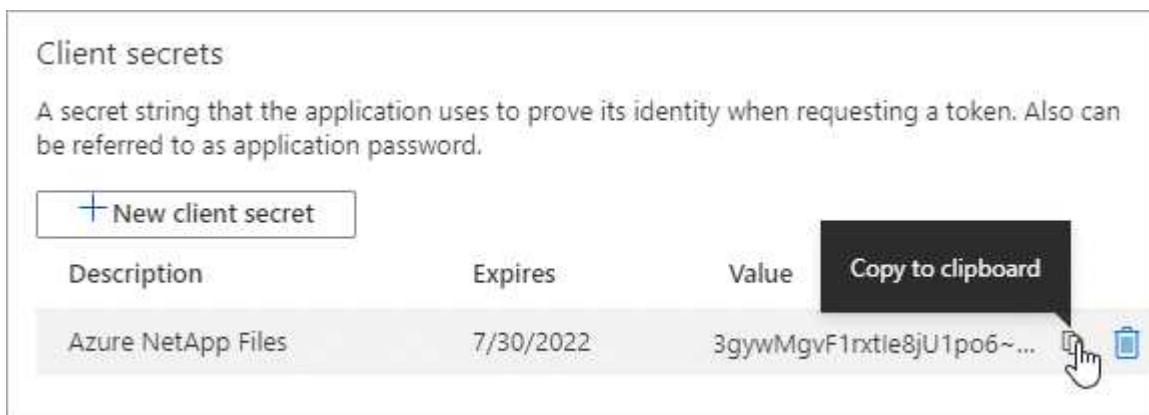 Client secrets
A secret string that the application uses to prove its identity when requesting a token. Also can
be referred to as application password.
+New client secret
Description Expires Value Copy to clipboard
Azure NetApp Files 7/30/2022 3gywMgvF1rxtIe8jU1po6~...